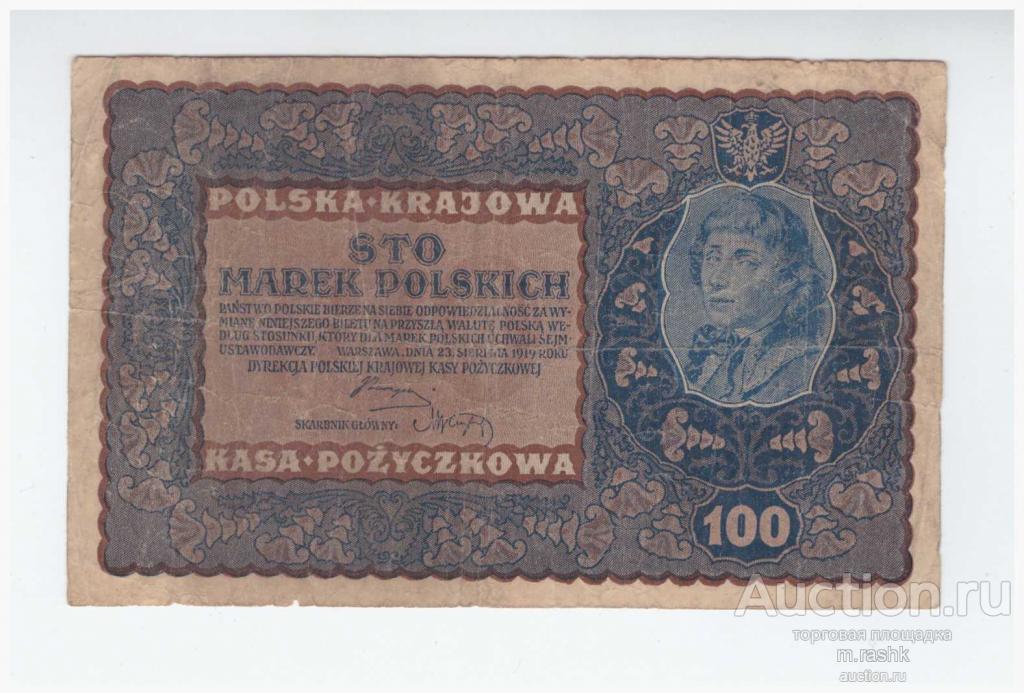 POLSKA • KRAJOWA
STO
MAREK POLSKICH
PAŃSTWO POLSKIE BIERZE NA SIEBIE ODPOWIEDZIALNOŚĆ ZA WY-
MIANĘ NINIEJSZEGO BILETU NA PRZYSZŁĄ WALUTĘ POLSKĄ WE-
DŁUG STOSUNKU, KTÓRY DLA MAREK POLSKICH UCHWALI SEJM-
USTAWODAWCZY. WARSZAWA, DNIA 23. SIERPNIA 1919 ROKU
DYREKCJA POLSKIEJ KRAJOWEJ KASY POŻYCZKOWEJ
SKARBNIK GŁÓWNY:
KASA • POŻYCZKOWA
100
Auction.ru
торговая площадка
m.rashk
auction.ru